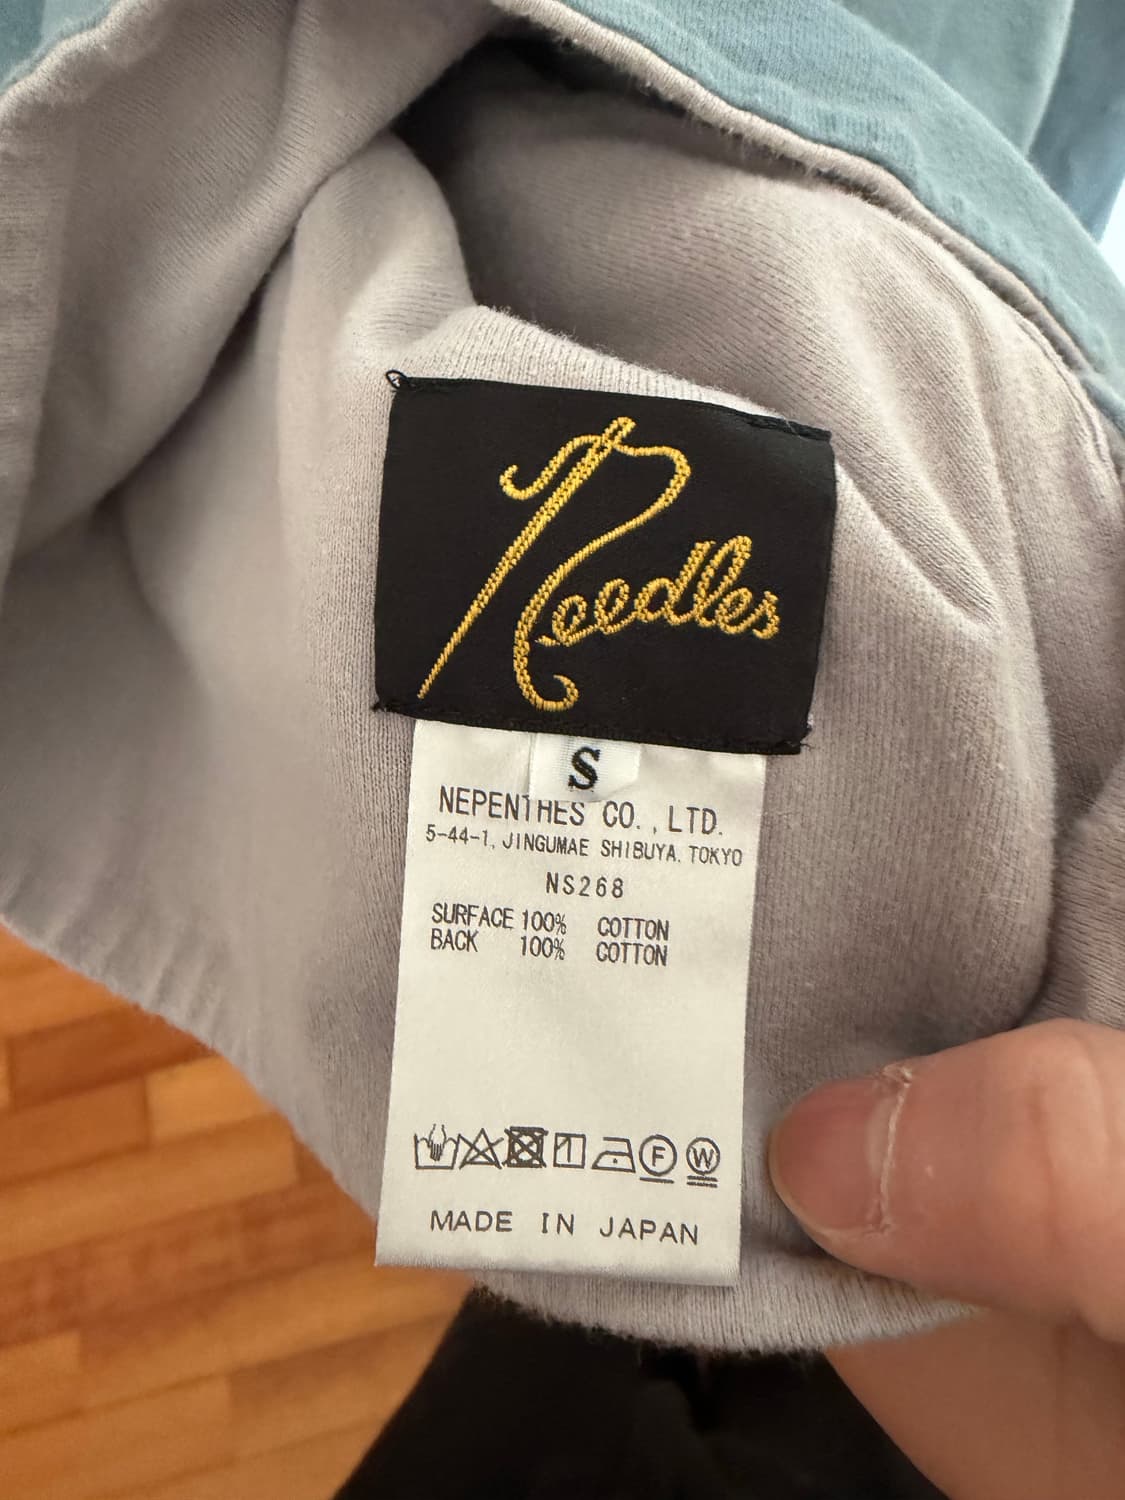 Needles
S
NEPENTHES CO., LTD.
5-44-1, JINGUMAE SHIBUYA. TOKYO
NS268
SURFACE 100% COTTON
BACK 100% COTTON
F W
MADE IN JAPAN